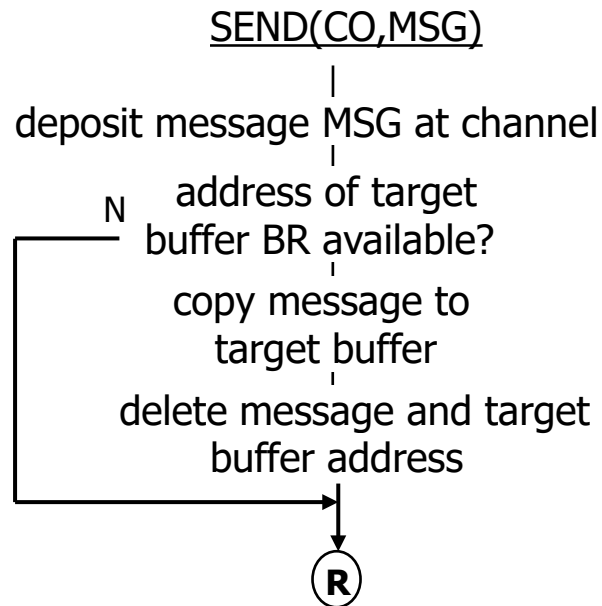 SEND(CO,MSG)
deposit message MSG at channel
address of target
N
buffer BR available?
copy message to
target buffer
delete message and target
buffer address
R